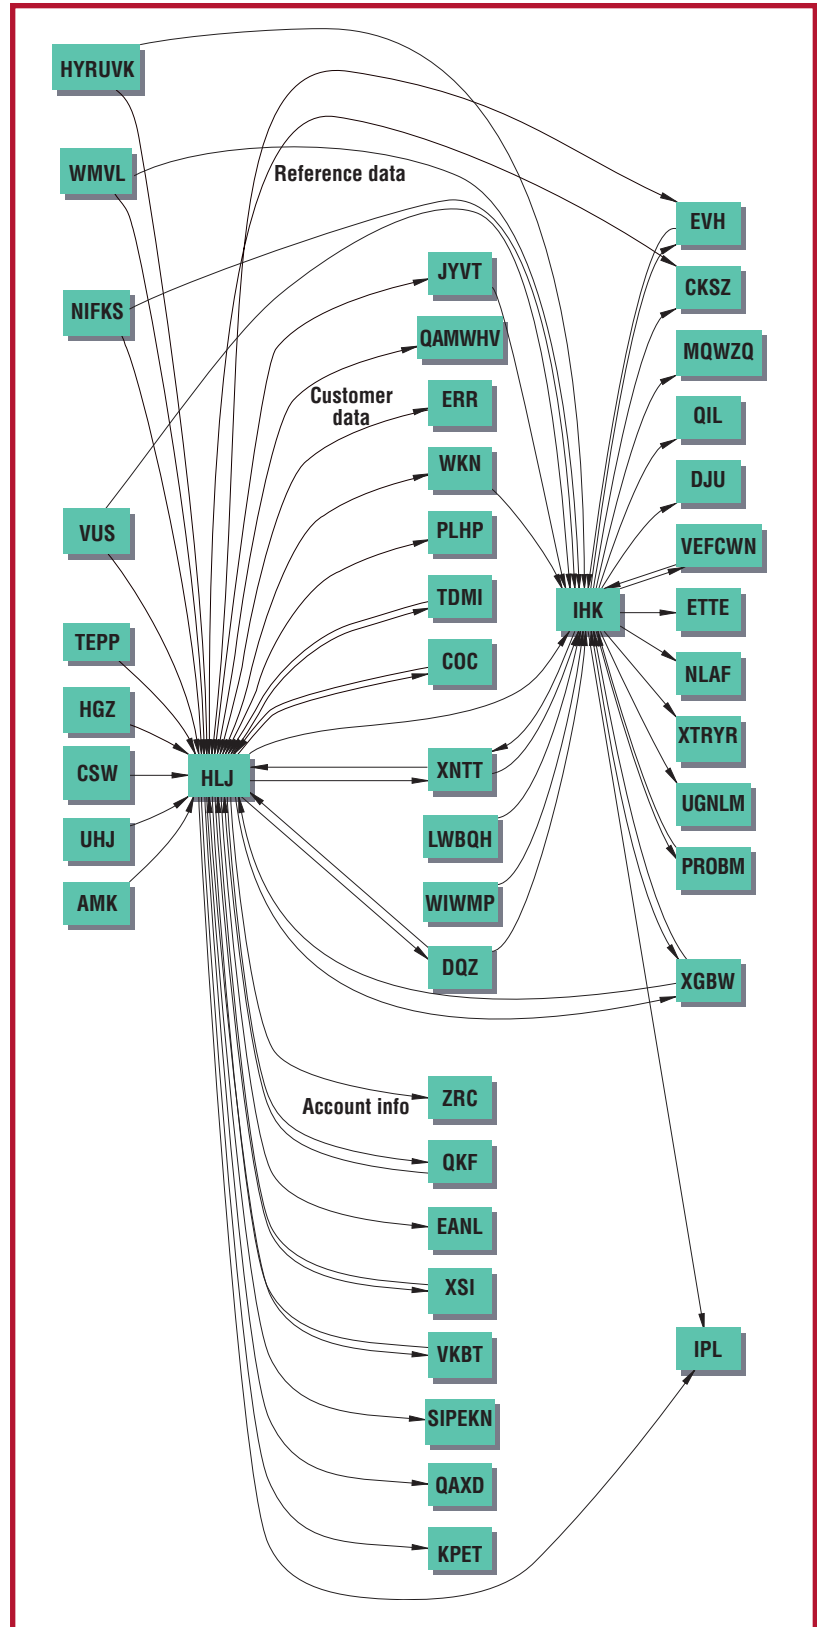 HYRUVK
WMVL
Reference data
NIFKS
EVH
JYVT
CKSZ
QAMWHV
MQWZQ
Customer
data
ERR
QIL
WKN
DJU
VUS
PLHP
VEFCWN
TDMI
IHK
ETTE
TEPP
COC
NLAF
HGZ
XTRYR
CSW
HLJ
XNTT
UGNLM
UHJ
LWBQH
PROBM
AMK
WIWMP
DQZ
XGBW
ZRC
Account info
QKF
EANL
XSI
VKBT
IPL
SIPEKN
QAXD
KPET